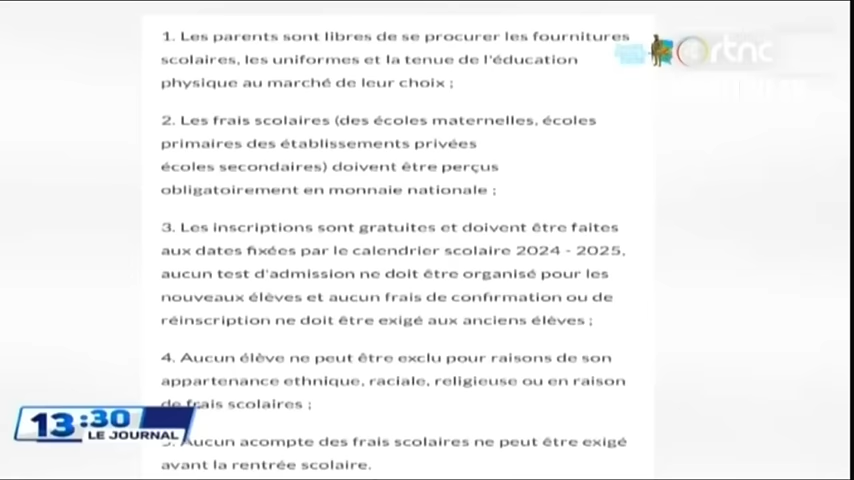 1. Les parents sont libres de se procurer les fournitures
scolaires, les uniformes et la tenue de l'éducation
physique au marché de leur choix ;
2. Les frais scolaires (des écoles maternelles, écoles
primaires des établissements privées
écoles secondaires) doivent être perçus
obligatoirement en monnaie nationale ;
3. Les inscriptions sont gratuites et doivent être faites
aux dates fixées par le calendrier scolaire 2024 - 2025,
aucun test d'admission ne doit être organisé pour les
nouveaux élèves et aucun frais de confirmation ou de
réinscription ne doit être exigé aux anciens élèves ;
4. Aucun élève ne peut être exclu pour raisons de son
appartenance ethnique, raciale, religieuse ou en raison
de frais scolaires ;
Aucun acompte des frais scolaires ne peut être exigé
avant la rentrée scolaire.
rtnc
13:30
LE JOURNAL